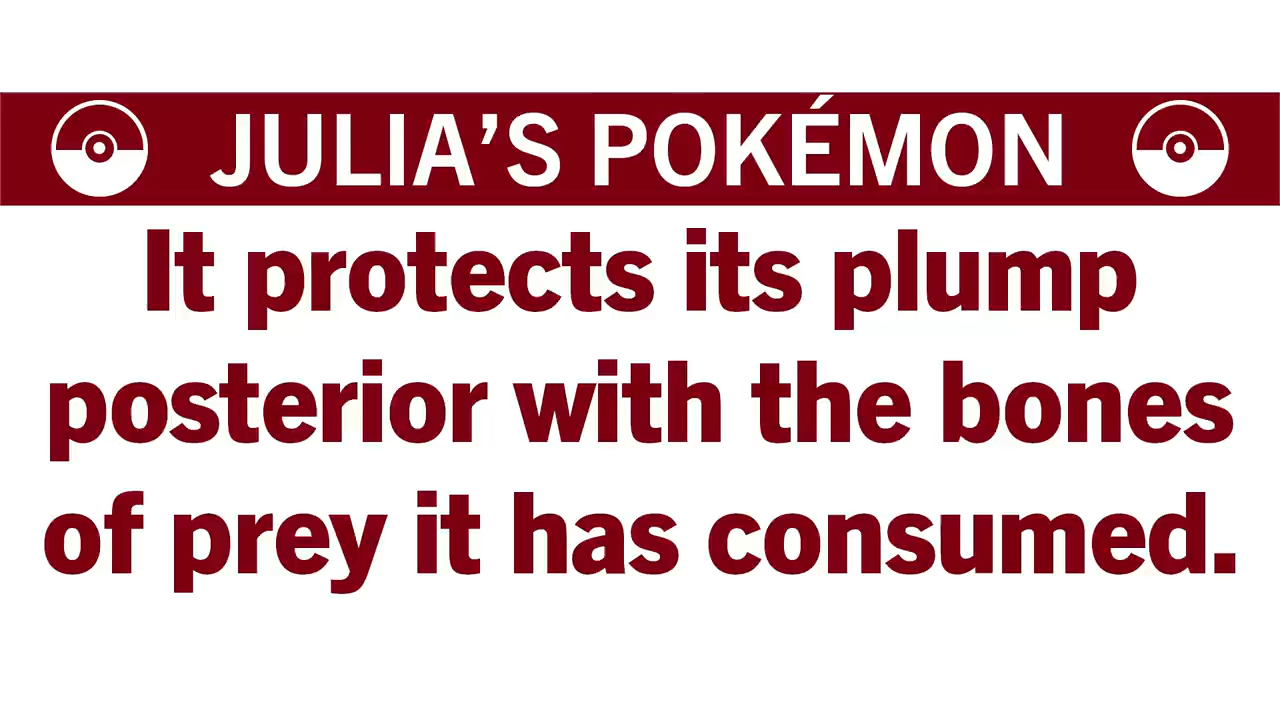 JULIA’S POKÉMON
It protects its plump
posterior with the bones
of prey it has consumed.